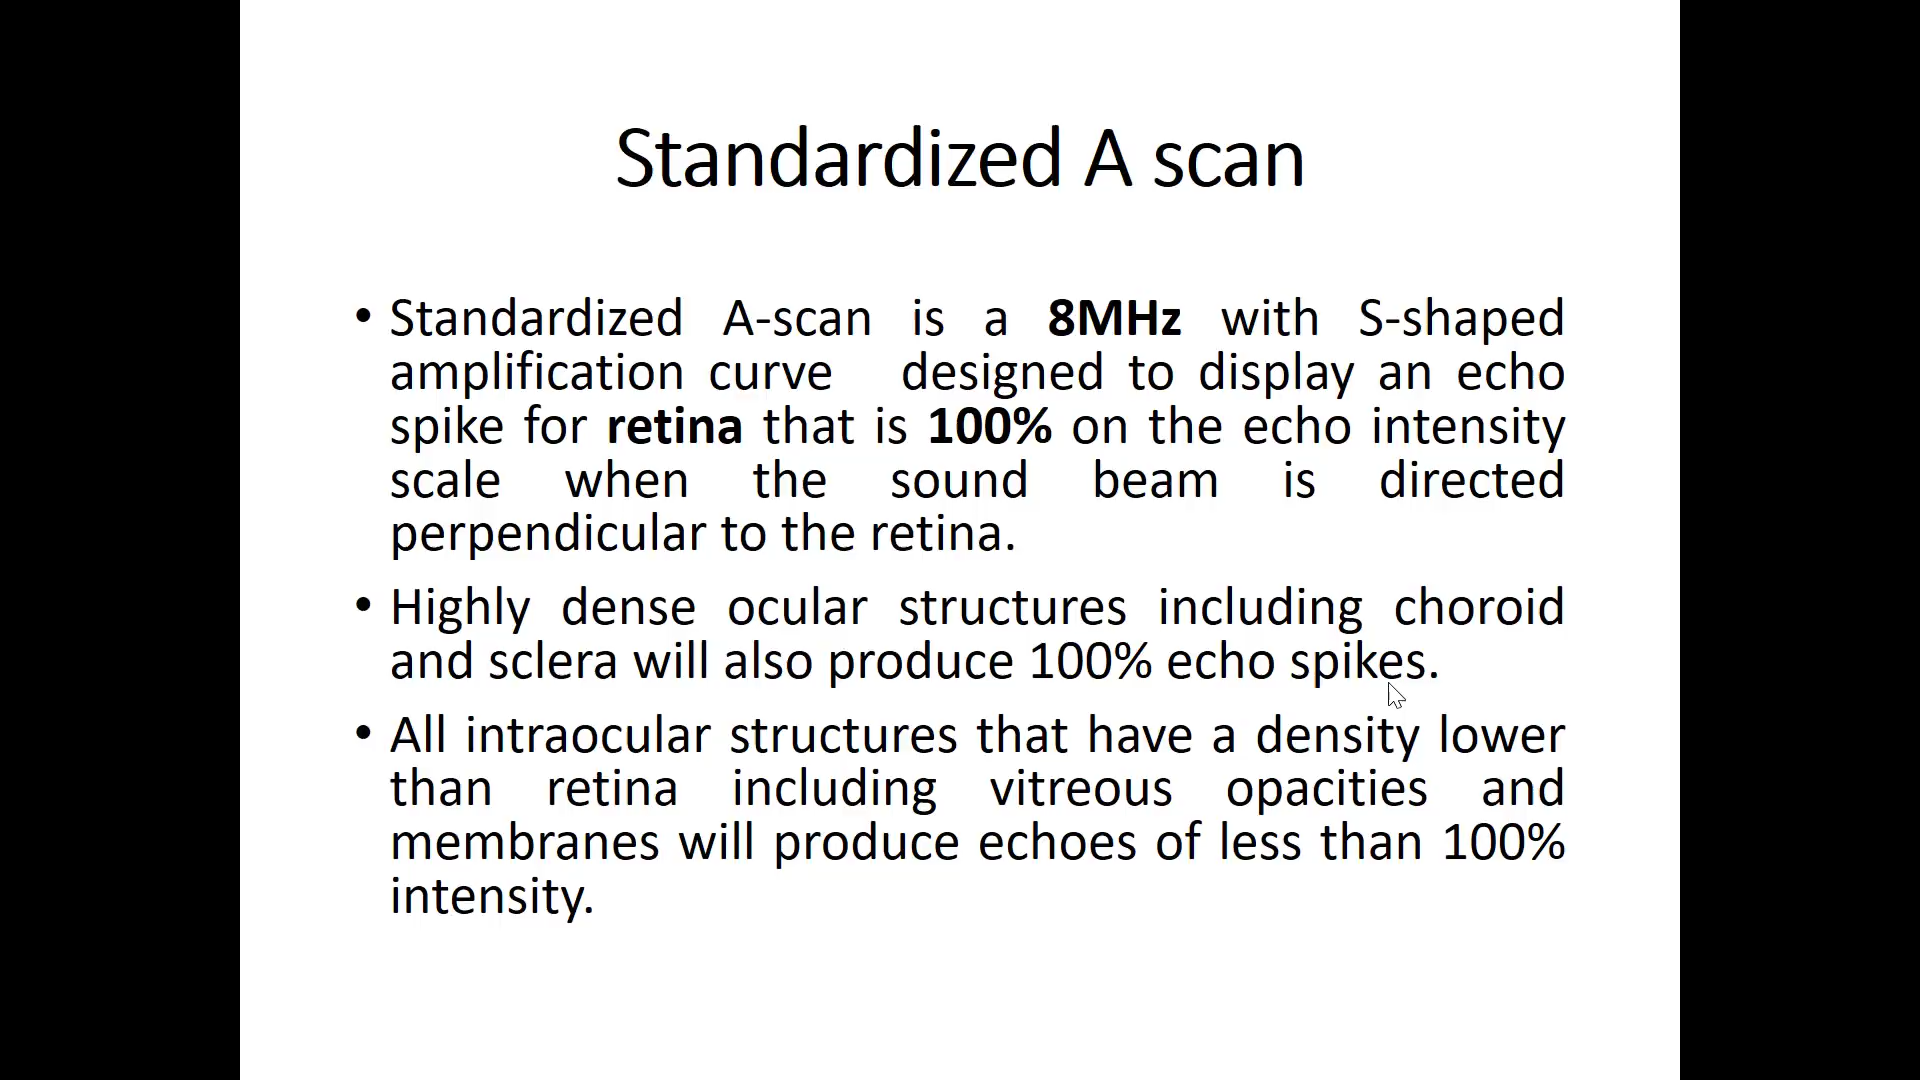 Standardized A scan
• Standardized A-scan is a 8MHz with S-shaped
amplification curve designed to display an echo
spike for retina that is 100% on the echo intensity
scale when the sound beam is directed
perpendicular to the retina.
• Highly dense ocular structures including choroid
and sclera will also produce 100% echo spikes.
• All intraocular structures that have a density lower
than retina including vitreous opacities and
membranes will produce echoes of less than 100%
intensity.